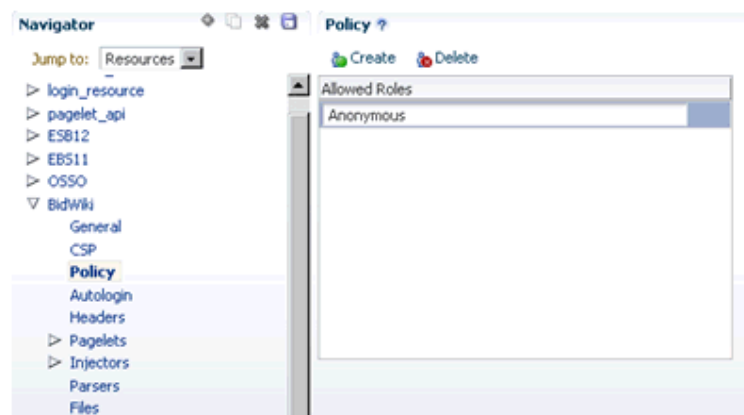 Navigator
Jump to: Resources
login_resource
pagelet_api
ESB12
EBS11
OSSO
BidWiki
General
CSP
Policy
Autologin
Headers
Pagelets
Injectors
Parsers
Files
Policy ?
Create Delete
Allowed Roles
Anonymous